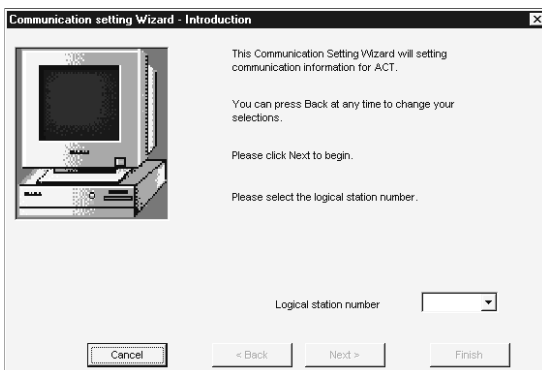 Communication setting Wizard - Introduction
This Communication Setting Wizard will setting
communication information for ACT.
You can press Back at any time to change your
selections.
Please click Next to begin.
Please select the logical station number.
Logical station number
Cancel
< Back
Next >
Finish